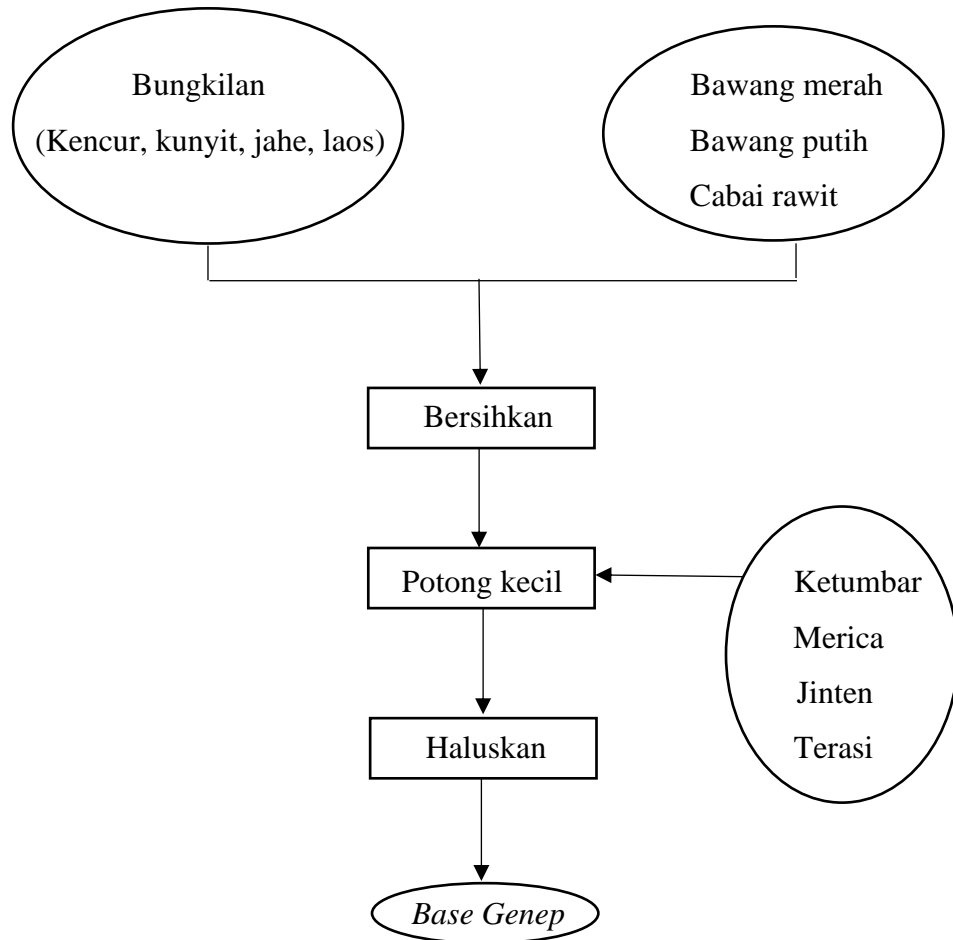 Bungkilan
(Kencur, kunyit, jahe, laos)
Bawang merah
Bawang putih
Cabai rawit
Bersihkan
Potong kecil
Ketumbar
Merica
Jinten
Terasi
Haluskan
Base Genep